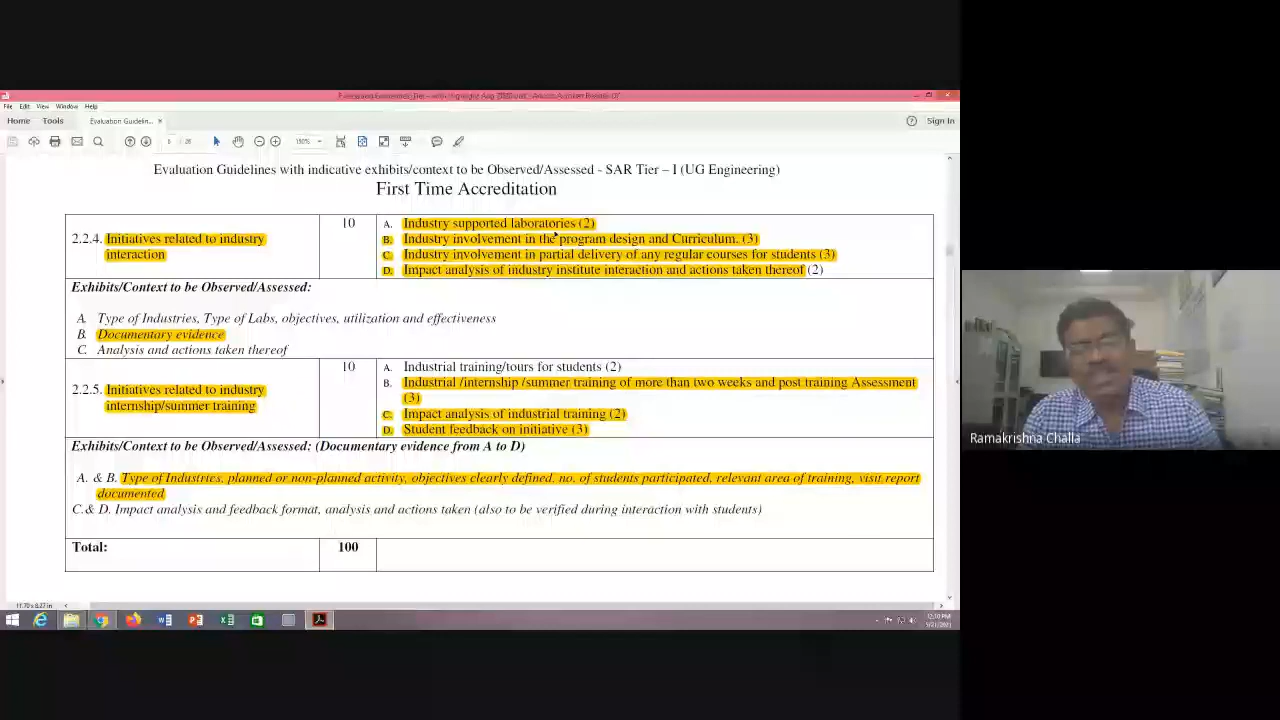 File Edit View Window Help
Home Tools Evaluation Guidelin... ×
Sign In
150%
Evaluation Guidelines with indicative exhibits/context to be Observed/Assessed - SAR Tier – I (UG Engineering)
First Time Accreditation
2.2.4. Initiatives related to industry interaction
10
A. Industry supported laboratories (2)
B. Industry involvement in the program design and Curriculum. (3)
C. Industry involvement in partial delivery of any regular courses for students (3)
D. Impact analysis of industry institute interaction and actions taken thereof (2)
Exhibits/Context to be Observed/Assessed:
A. Type of Industries, Type of Labs, objectives, utilization and effectiveness
B. Documentary evidence
C. Analysis and actions taken thereof
2.2.5. Initiatives related to industry internship/summer training
10
A. Industrial training/tours for students (2)
B. Industrial /internship /summer training of more than two weeks and post training Assessment
(3)
C. Impact analysis of industrial training (2)
D. Student feedback on initiative (3)
Exhibits/Context to be Observed/Assessed: (Documentary evidence from A to D)
A. & B. Type of Industries, planned or non-planned activity, objectives clearly defined, no. of students participated, relevant area of training, visit report
documented
C.& D. Impact analysis and feedback format, analysis and actions taken (also to be verified during interaction with students)
Total: 100
Ramakrishna Challa